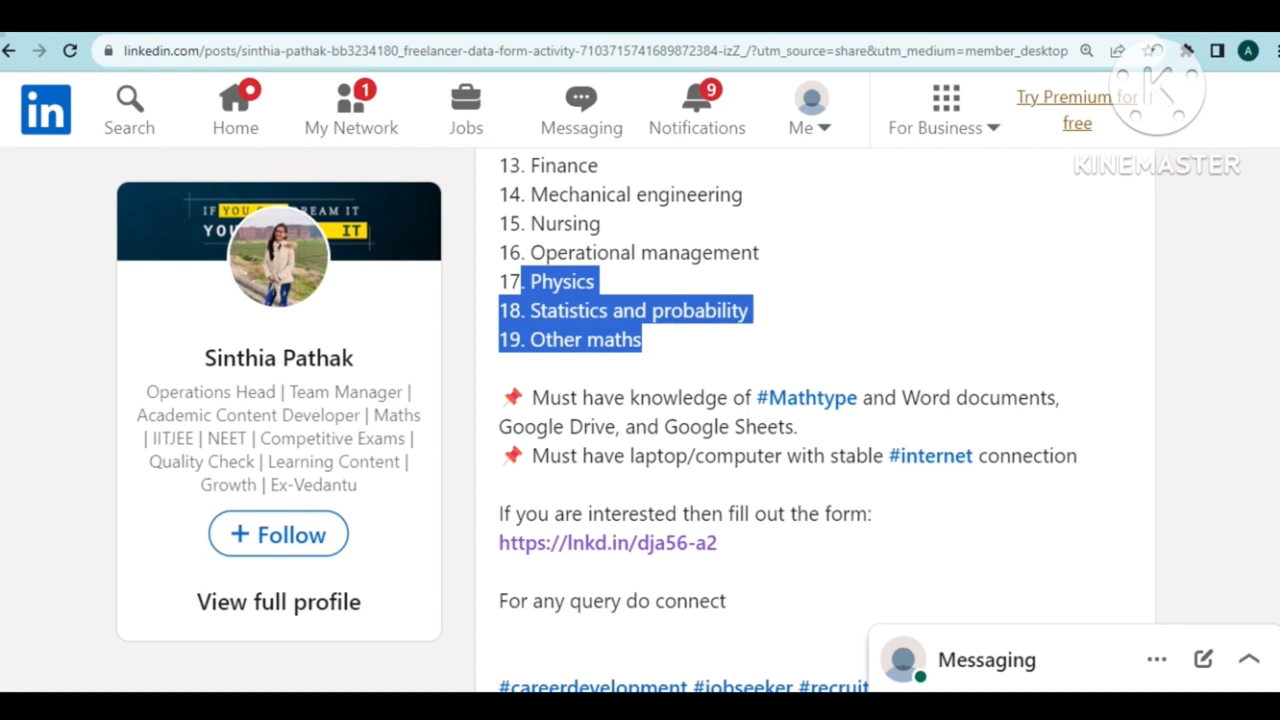 linkedin.com/posts/sinthia-pathak-bb3234180_freelancer-data-form-activity-7103715741689872384-izZ_/?utm_source=share&utm_medium=member_desktop
A
in
Search
Home
1
My Network
Jobs
Messaging
9
Notifications
Me
For Business
Try Premium for
free
K
KINEMASTER
IF YOU DREAM IT
YOU IT
Sinthia Pathak
Operations Head | Team Manager |
Academic Content Developer | Maths
| IITJEE | NEET | Competitive Exams |
Quality Check | Learning Content |
Growth | Ex-Vedantu
+ Follow
View full profile
13. Finance
14. Mechanical engineering
15. Nursing
16. Operational management
17. Physics
18. Statistics and probability
19. Other maths
📌 Must have knowledge of #Mathtype and Word documents,
Google Drive, and Google Sheets.
📌 Must have laptop/computer with stable #internet connection
If you are interested then fill out the form:
https://lnkd.in/dja56-a2
For any query do connect
#careerdevelopment #jobseeker #recruit
Messaging